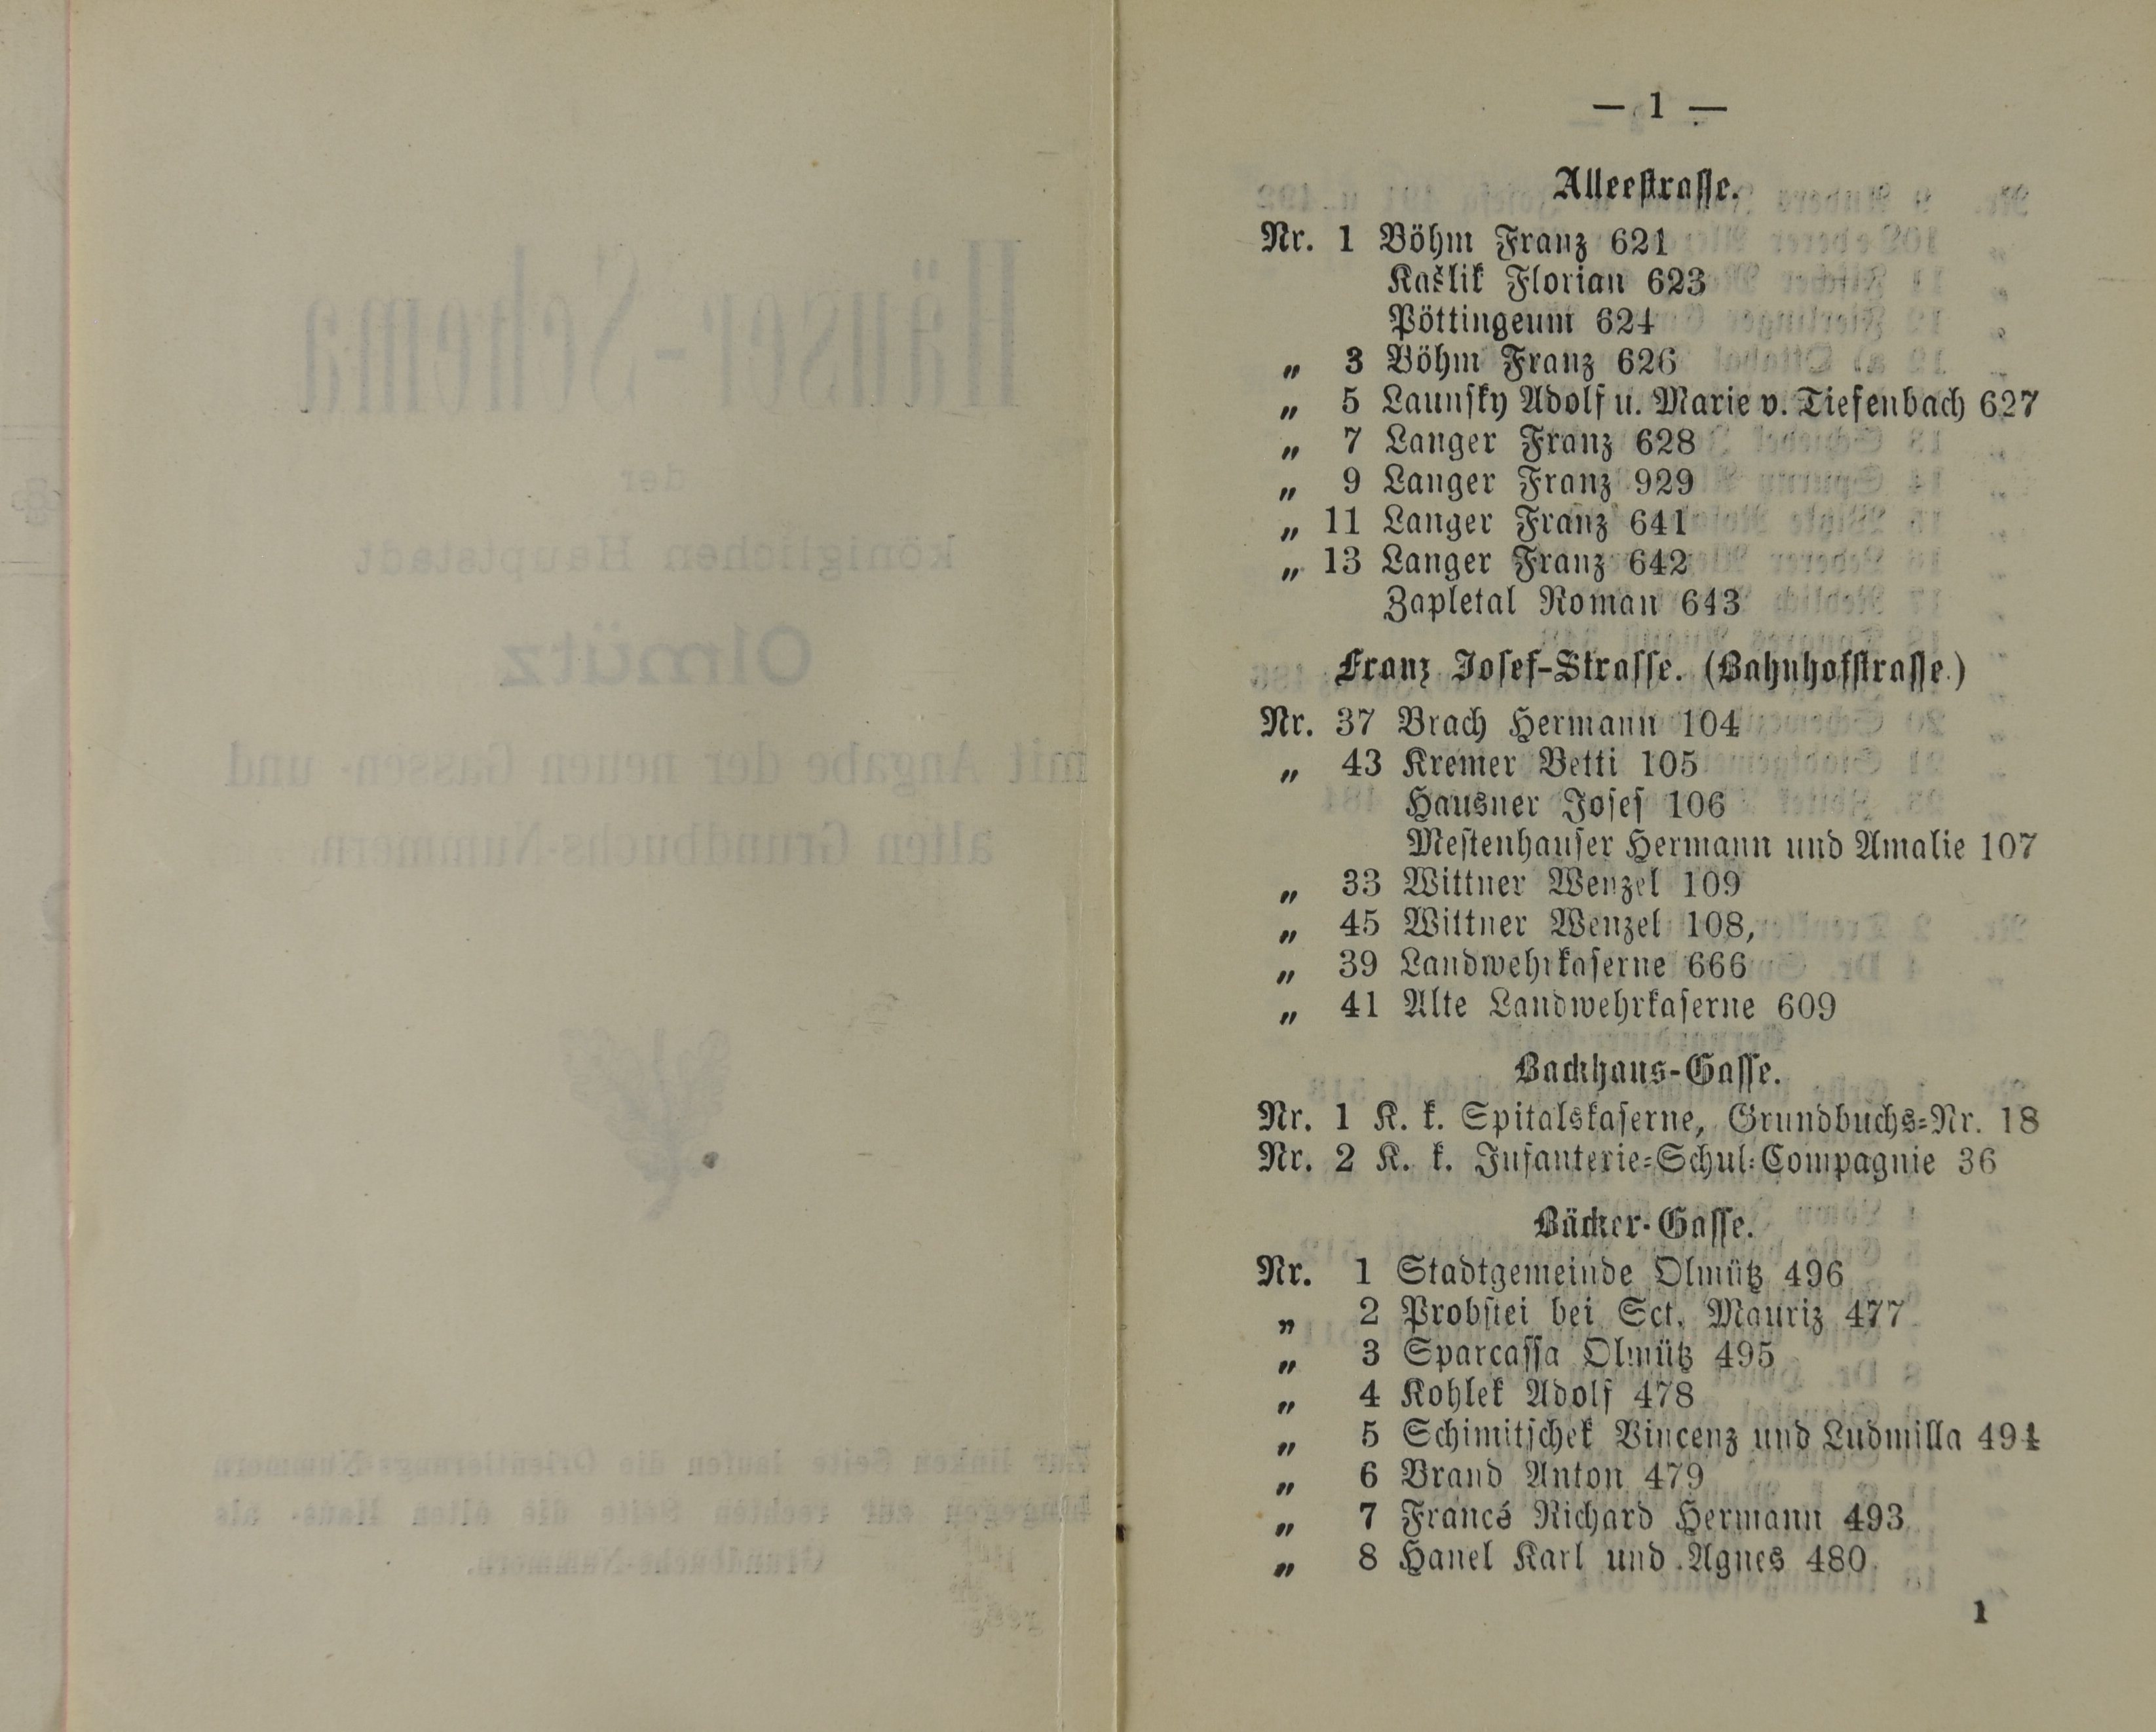 — 1 —
Alleestrasse.
Nr. 1 Böhm Franz 621
Kašlik Florian 623
Pöttingeum 624
„ 3 Böhm Franz 626
„ 5 Launsky Adolf u. Marie v. Tiefenbach 627
„ 7 Langer Franz 628
„ 9 Langer Franz 929
„ 11 Langer Franz 641
„ 13 Langer Franz 642
Zapletal Roman 643
Franz Josef-Strasse. (Bahnhofstrasse.)
Nr. 37 Brach Hermann 104
„ 43 Kremer Betti 105
Hausner Josef 106
Mestenhauser Hermann und Amalie 107
„ 33 Wittner Wenzel 109
„ 45 Wittner Wenzel 108,
„ 39 Landwehrkaserne 666
„ 41 Alte Landwehrkaserne 609
Backhaus-Gasse.
Nr. 1 K. k. Spitalskaserne, Grundbuchs-Nr. 18
Nr. 2 K. k. Infanterie-Schul-Compagnie 36
Bäcker-Gasse.
Nr. 1 Stadtgemeinde Olmütz 496
„ 2 Probstei bei Sct. Mauriz 477
„ 3 Sparcassa Olmütz 495
„ 4 Kohlek Adolf 478
„ 5 Schimitschek Vincenz und Ludmilla 494
„ 6 Brand Anton 479
„ 7 Francé Richard Hermann 493
„ 8 Hanel Karl und Agnes 480
1